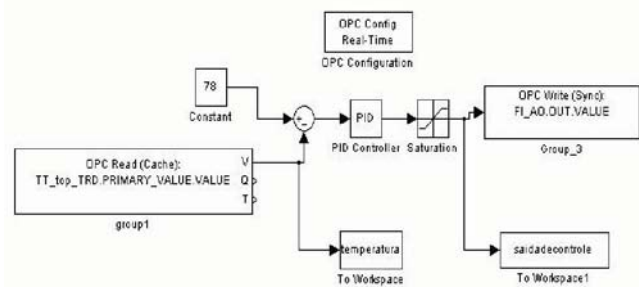 OPC Config
Real-Time
OPC Configuration
78
Constant
+
-
PID
PID Controller
Saturation
OPC Write (Sync):
FI_AO.OUT.VALUE
Group_3
OPC Read (Cache):
TT_top_TRD.PRIMARY_VALUE.VALUE
V
Q
T
group1
temperatura
To Workspace
saidadecontrole
To Workspace1